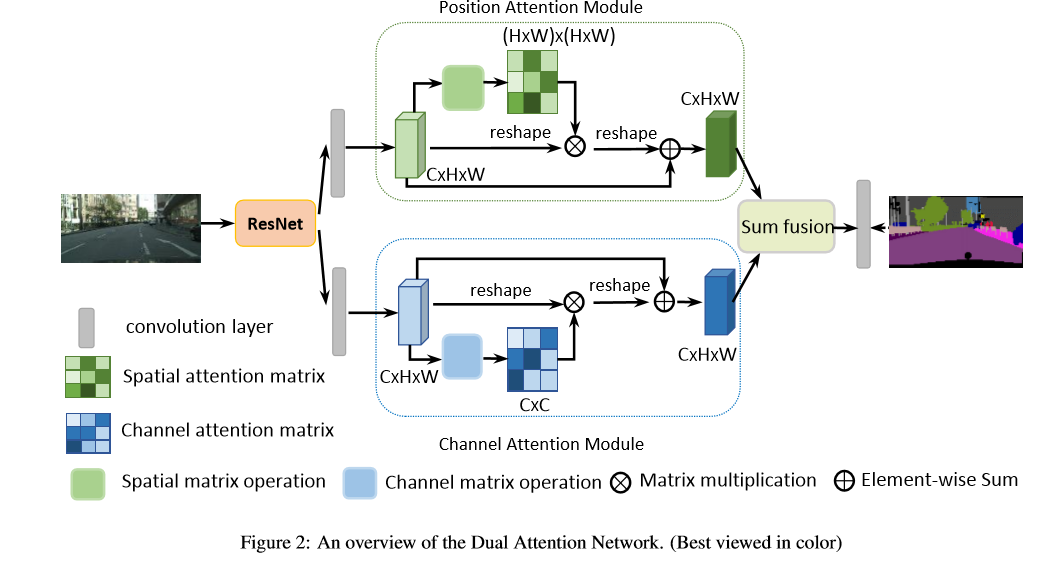 Position Attention Module
(HxW)x(HxW)
CxHxW
reshape
reshape
CxHxW
ResNet
Sum fusion
reshape
reshape
CxHxW
CxHxW
CxC
Channel Attention Module
convolution layer
Spatial attention matrix
Channel attention matrix
Spatial matrix operation
Channel matrix operation
Matrix multiplication
Element-wise Sum
Figure 2: An overview of the Dual Attention Network. (Best viewed in color)